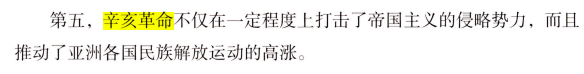 第五，辛亥革命不仅在一定程度上打击了帝国主义的侵略势力，而且
推动了亚洲各国民族解放运动的高涨。